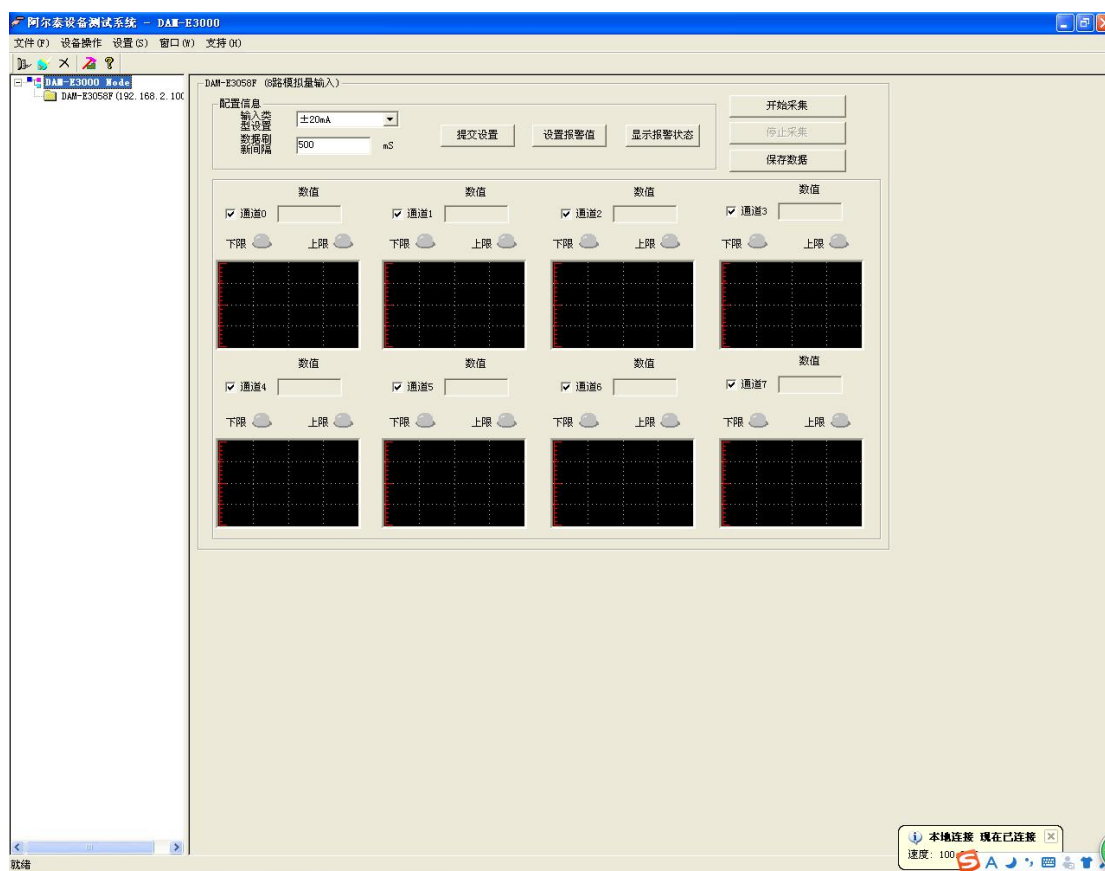 阿尔泰设备测试系统 - DAM-E3000
文件(F) 设备操作 设置(S) 窗口(W) 支持(H)
DAM-E3000 Node
DAM-E3058F(192.168.2.100
DAM-E3058F (8路模拟量输入)
配置信息
输入类型设置 ±20mA
数据刷新间隔 500 mS
提交设置 设置报警值 显示报警状态
开始采集
停止采集
保存数据
数值 数值 数值 数值
通道0 通道1 通道2 通道3
下限 上限 下限 上限 下限 上限 下限 上限
数值 数值 数值 数值
通道4 通道5 通道6 通道7
下限 上限 下限 上限 下限 上限 下限 上限
本地连接 现在已连接
速度: 100
就绪